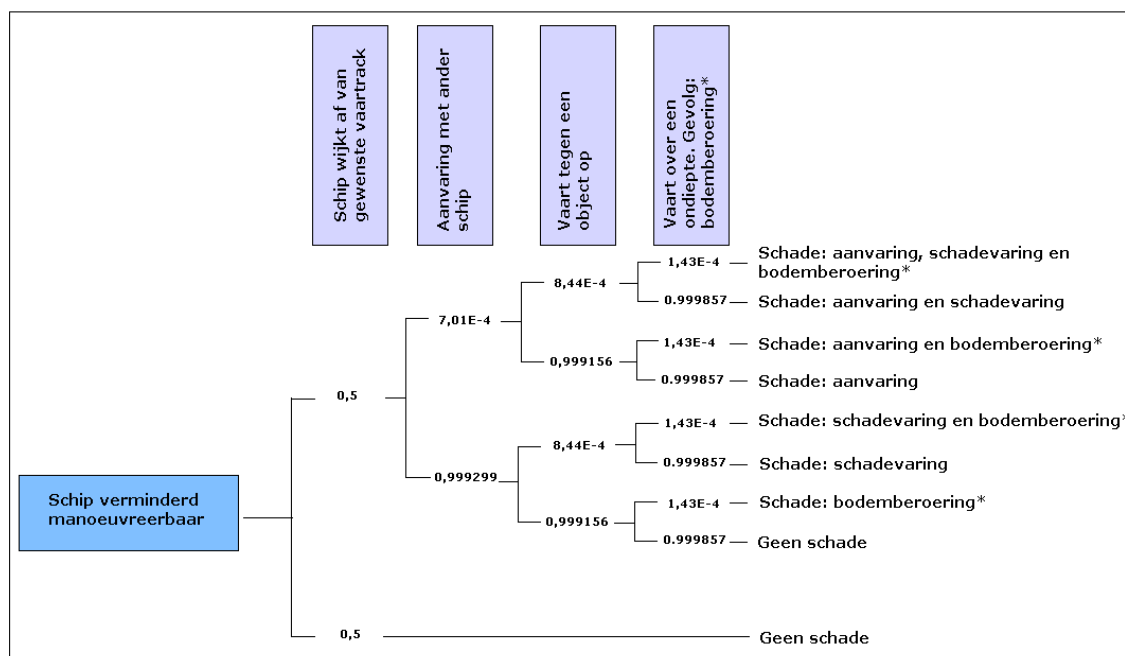 Schip wijkt af van
gewenste vaartrack
Aanvaring met ander
schip
Vaart tegen een
object op
Vaart over een
ondiepte. Gevolg:
bodemberoering*
Schade: aanvaring, schadevaring en
bodemberoering*
1,43E-4
8,44E-4
0.999857
Schade: aanvaring en schadevaring
7,01E-4
1,43E-4
Schade: aanvaring en bodemberoering*
0,999156
0.999857
Schade: aanvaring
0,5
1,43E-4
Schade: schadevaring en bodemberoering*
8,44E-4
0.999857
Schade: schadevaring
0,999299
Schip verminderd
manoeuvreerbaar
1,43E-4
Schade: bodemberoering*
0,999156
0.999857
Geen schade
0,5
Geen schade